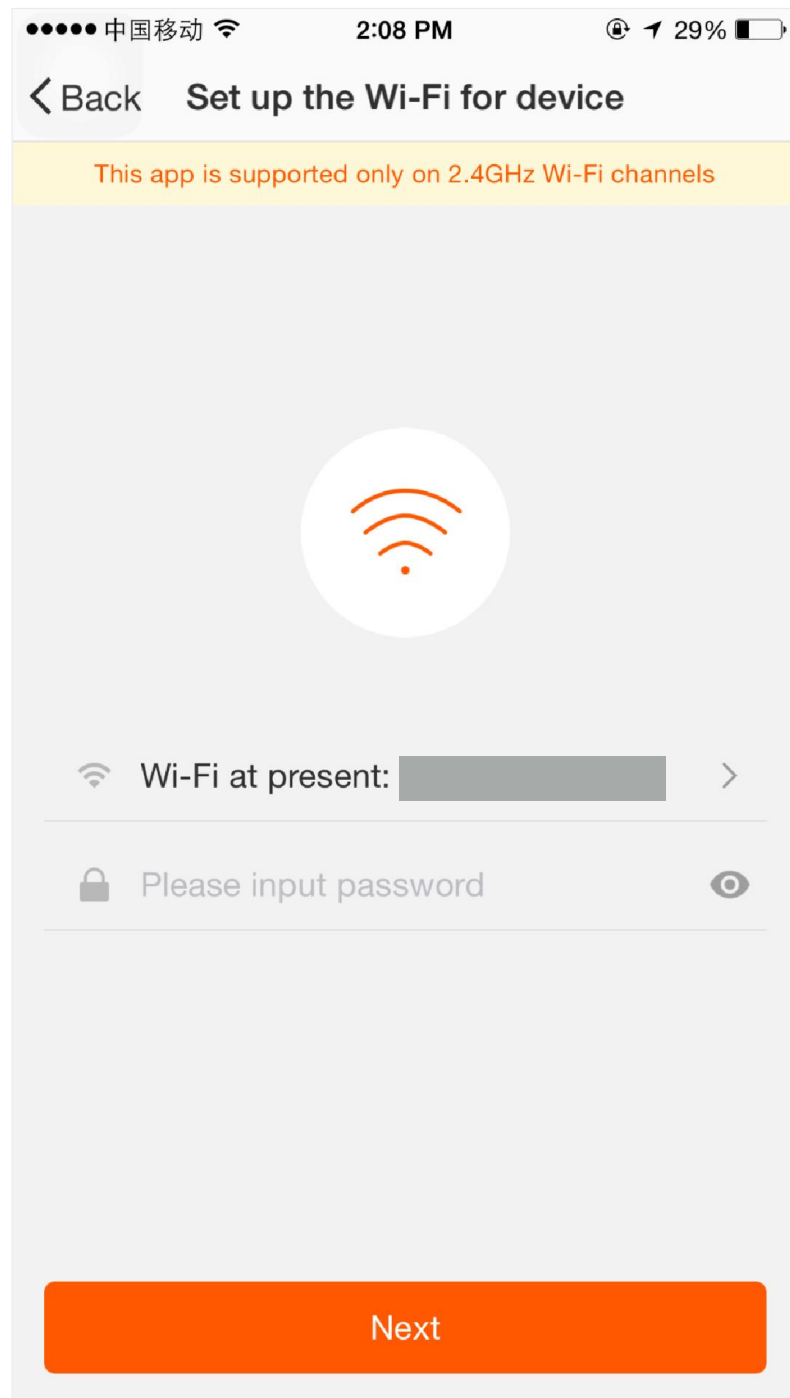 中国移动 2:08 PM 29%
Back Set up the Wi-Fi for device
This app is supported only on 2.4GHz Wi-Fi channels
Wi-Fi at present:
Please input password
Next